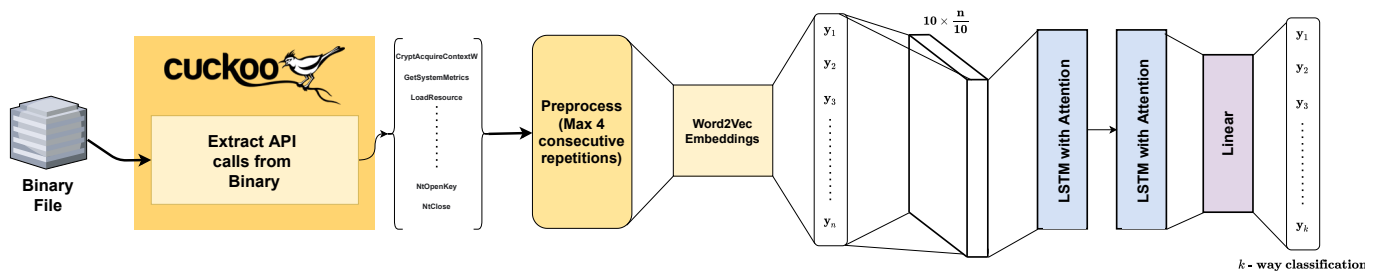 Binary
File
cuckoo
Extract API
calls from
Binary
CryptAcquireContextW
GetSystemMetrics
LoadResource
NtOpenKey
NtClose
Preprocess
(Max 4
consecutive
repetitions)
Word2Vec
Embeddings
y₁
y₂
y₃
yₙ
10 × n/10
LSTM with Attention
LSTM with Attention
Linear
y₁
y₂
y₃
yₖ
k - way classification